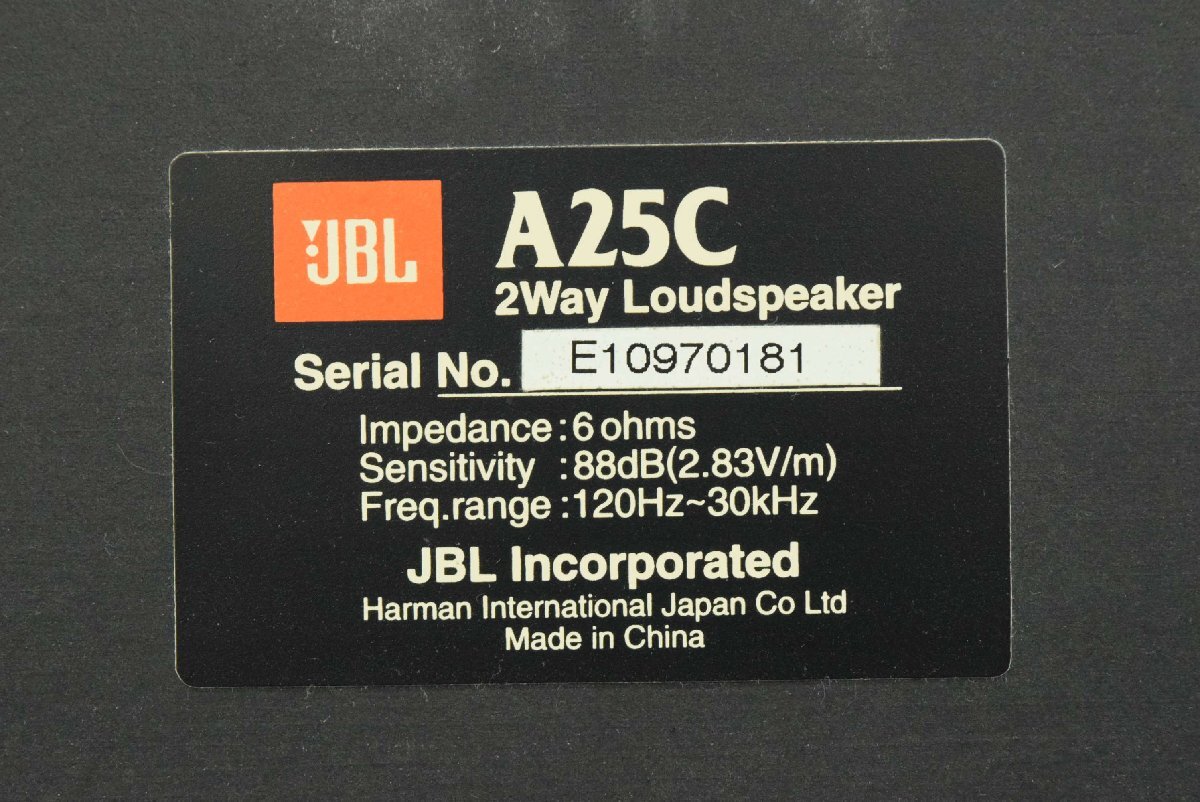 JBL
A25C
2Way Loudspeaker
Serial No. E10970181
Impedance:6 ohms
Sensitivity :88dB(2.83V/m)
Freq.range :120Hz~30kHz
JBL Incorporated
Harman International Japan Co Ltd
Made in China